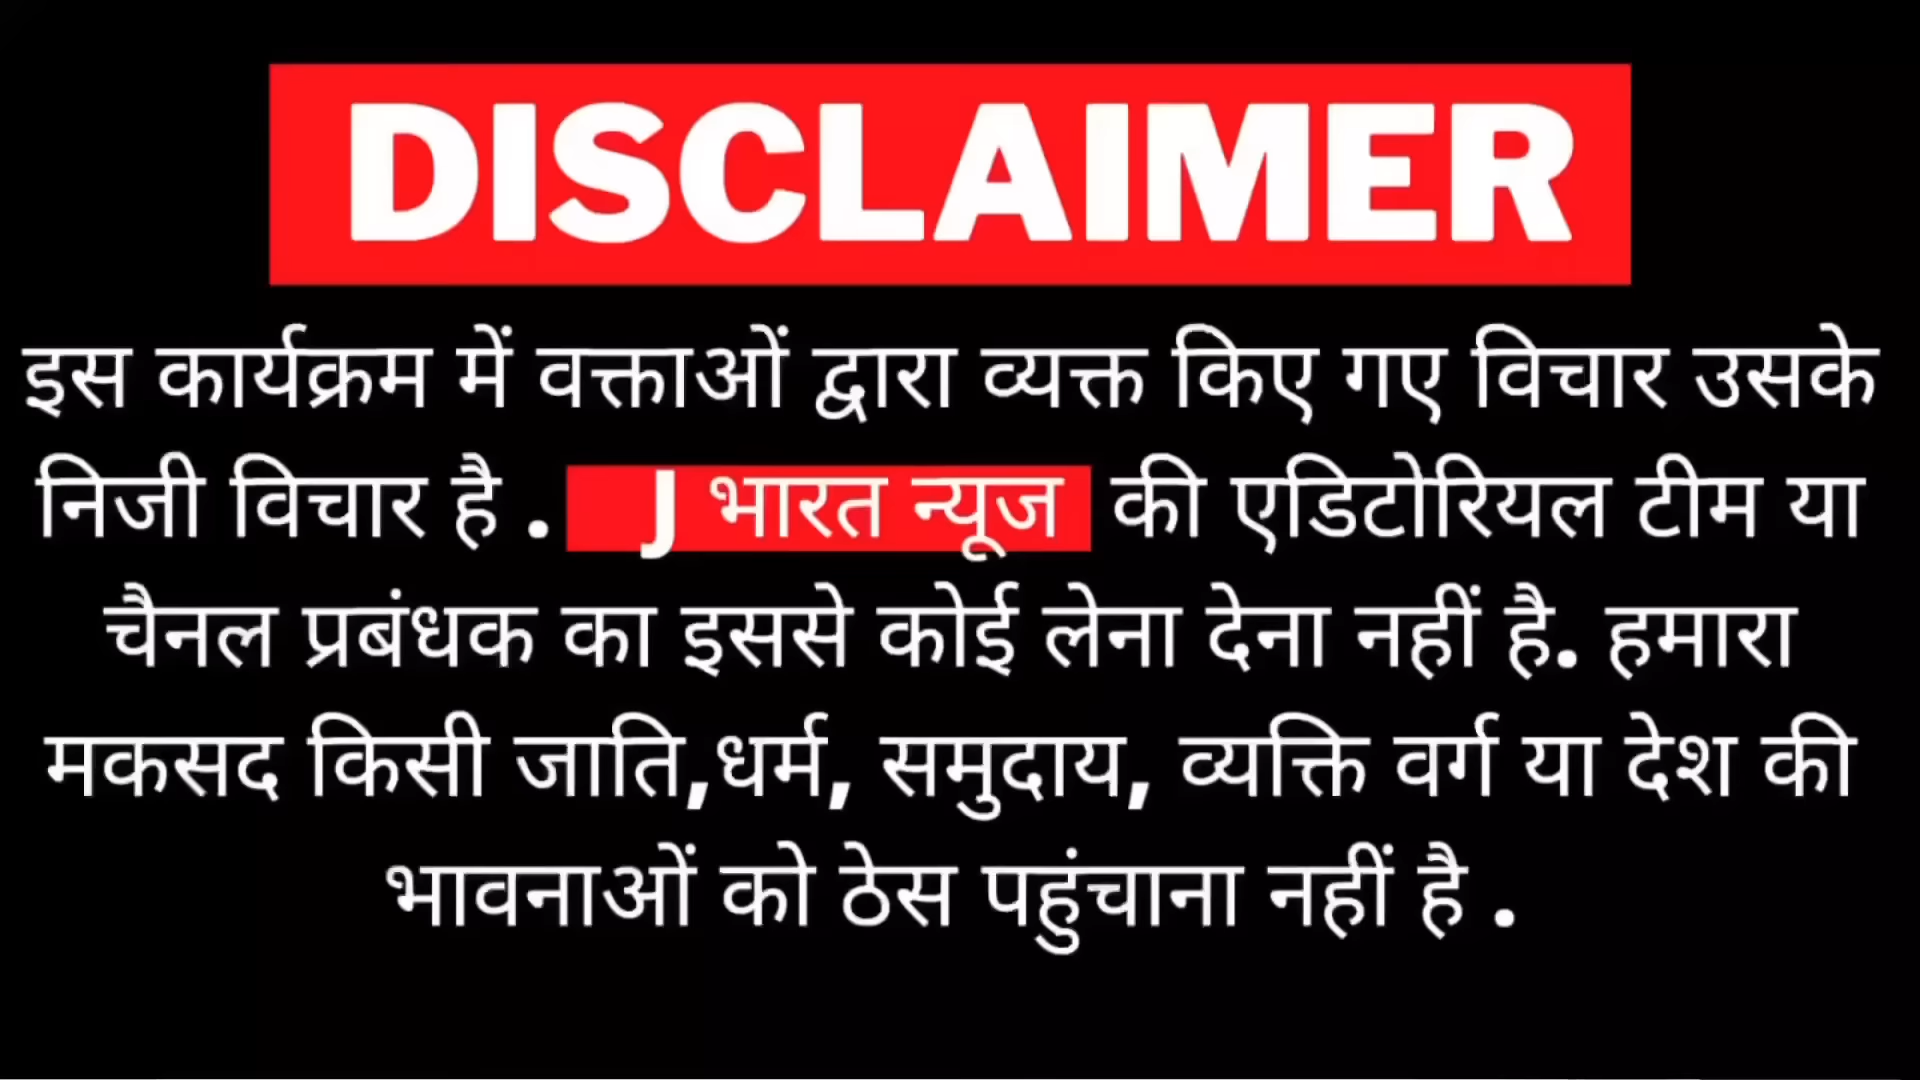 DISCLAIMER
इस कार्यक्रम में वक्ताओं द्वारा व्यक्त किए गए विचार उसके
निजी विचार है . J भारत न्यूज की एडिटोरियल टीम या
चैनल प्रबंधक का इससे कोई लेना देना नहीं है. हमारा
मकसद किसी जाति,धर्म, समुदाय, व्यक्ति वर्ग या देश की
भावनाओं को ठेस पहुंचाना नहीं है .